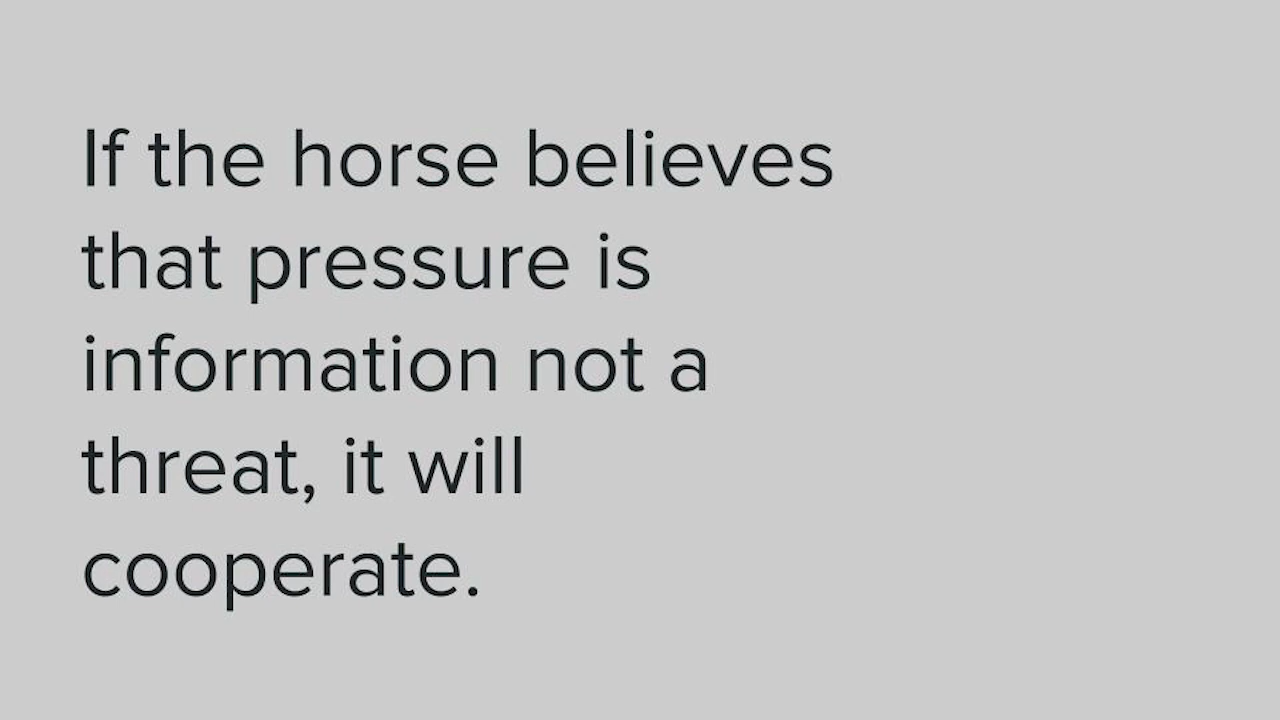 If the horse believes
that pressure is
information not a
threat, it will
cooperate.